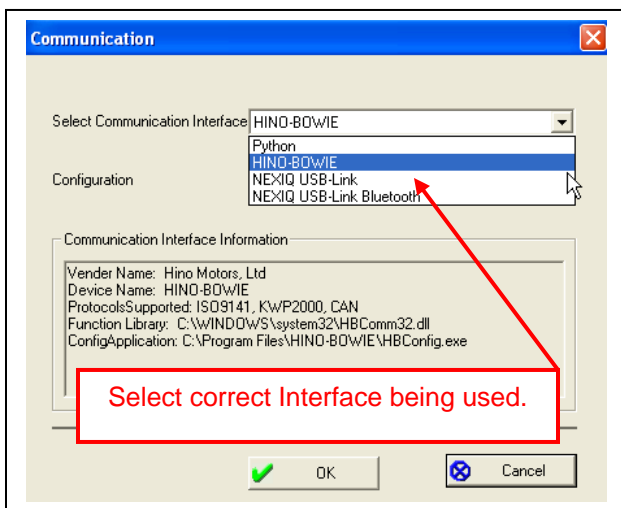 Communication
Select Communication Interface HINO-BOWIE
Python
HINO-BOWIE
Configuration NEXIQ USB-Link
NEXIQ USB-Link Bluetooth
Communication Interface Information
Vender Name: Hino Motors, Ltd
Device Name: HINO-BOWIE
ProtocolsSupported: ISO9141, KWP2000, CAN
Function Library: C:\WINDOWS\system32\HBComm32.dll
ConfigApplication: C:\Program Files\HINO-BOWIE\HBConfig.exe
Select correct Interface being used.
OK Cancel